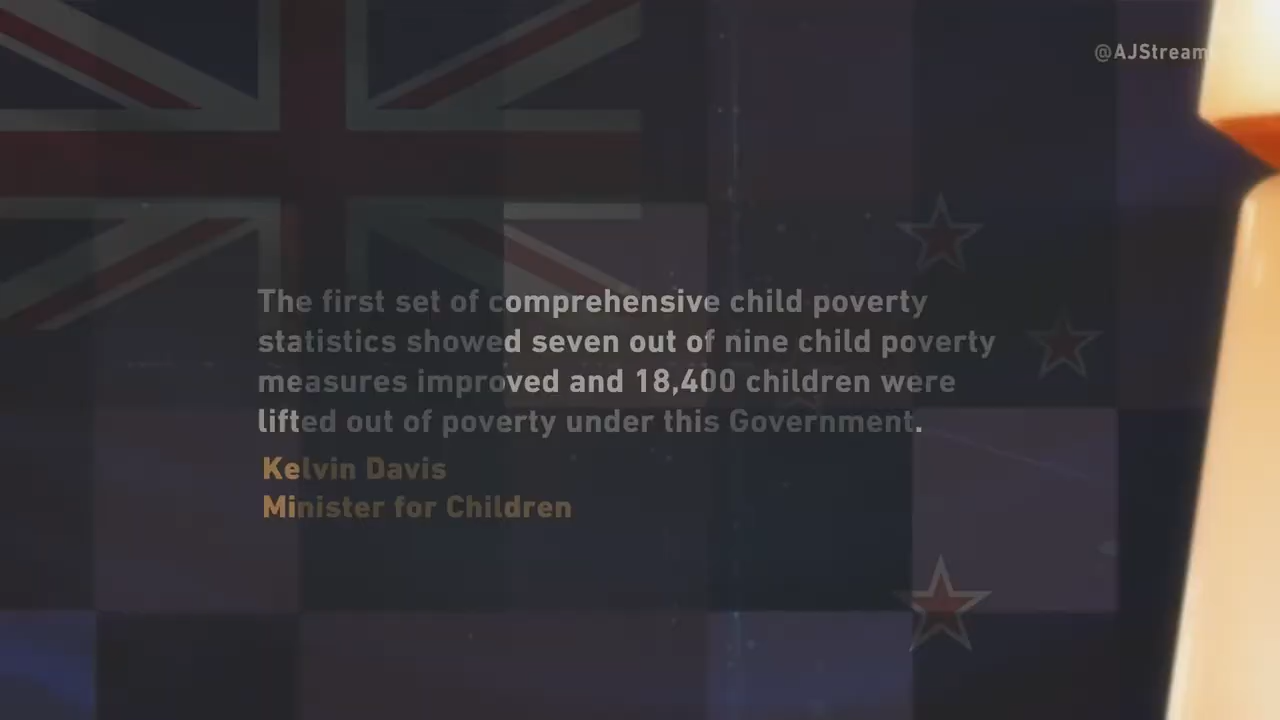 @AJStream
The first set of comprehensive child poverty
statistics showed seven out of nine child poverty
measures improved and 18,400 children were
lifted out of poverty under this Government.
Kelvin Davis
Minister for Children